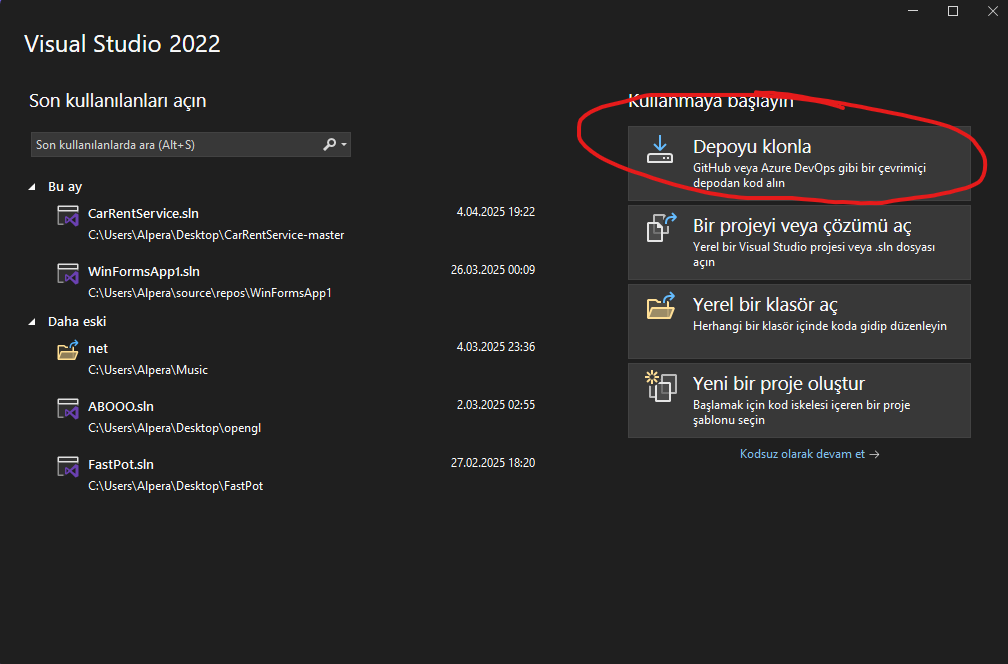 Visual Studio 2022
Son kullanılanları açın
Son kullanılanlarda ara (Alt+S)
Bu ay
CarRentService.sln
4.04.2025 19:22
C:\Users\Alpera\Desktop\CarRentService-master
WinFormsApp1.sln
26.03.2025 00:09
C:\Users\Alpera\source\repos\WinFormsApp1
Daha eski
net
4.03.2025 23:36
C:\Users\Alpera\Music
ABOOO.sln
2.03.2025 02:55
C:\Users\Alpera\Desktop\opengl
FastPot.sln
27.02.2025 18:20
C:\Users\Alpera\Desktop\FastPot
Kullanmaya başlayın
Depoyu klonla
GitHub veya Azure DevOps gibi bir çevrimiçi
depodan kod alın
Bir projeyi veya çözümü aç
Yerel bir Visual Studio projesi veya .sln dosyası
açın
Yerel bir klasör aç
Herhangi bir klasör içinde koda gidip düzenleyin
Yeni bir proje oluştur
Başlamak için kod iskelesi içeren bir proje
şablonu seçin
Kodsuz olarak devam et →